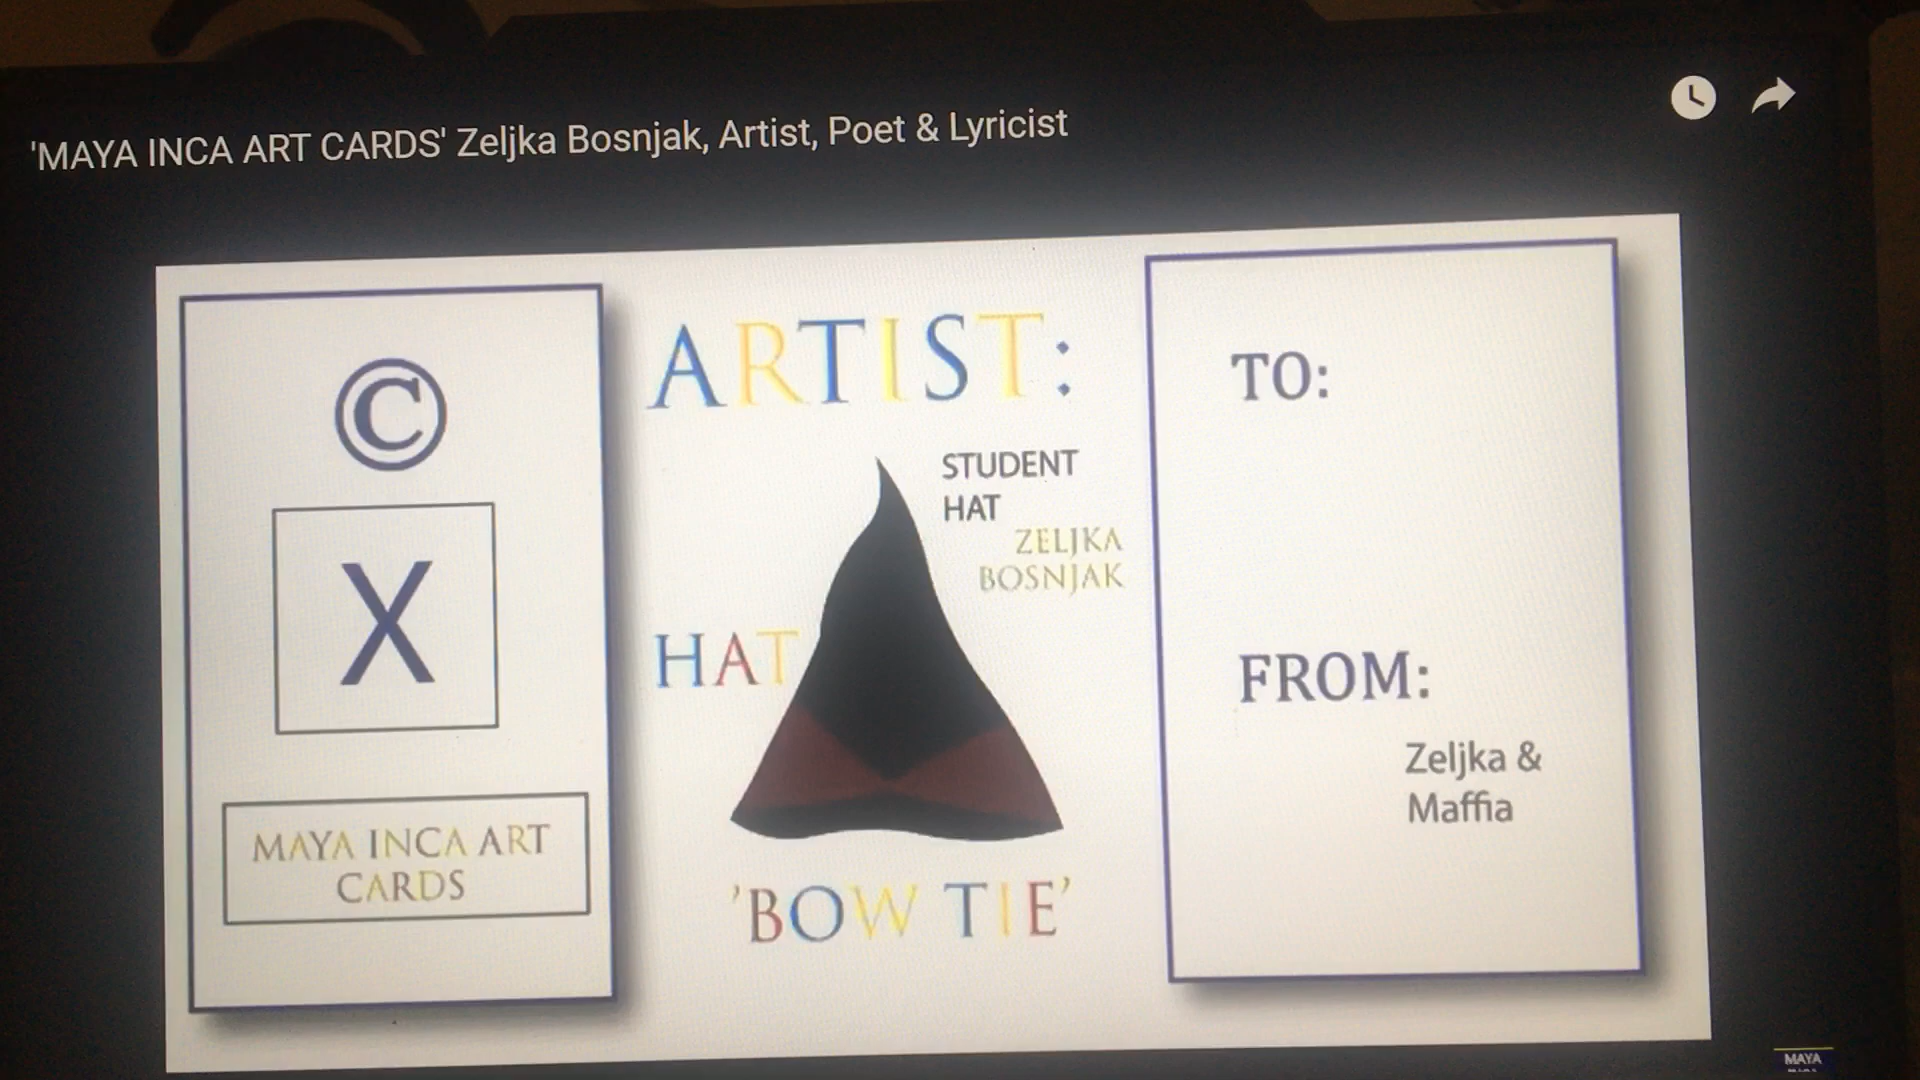 'MAYA INCA ART CARDS' Zeljka Bosnjak, Artist, Poet & Lyricist
©
X
MAYA INCA ART
CARDS
ARTIST:
STUDENT
HAT
ZELJKA
BOSNJAK
HAT
'BOW TIE'
TO:
FROM:
Zeljka &
Maffia
MAYA